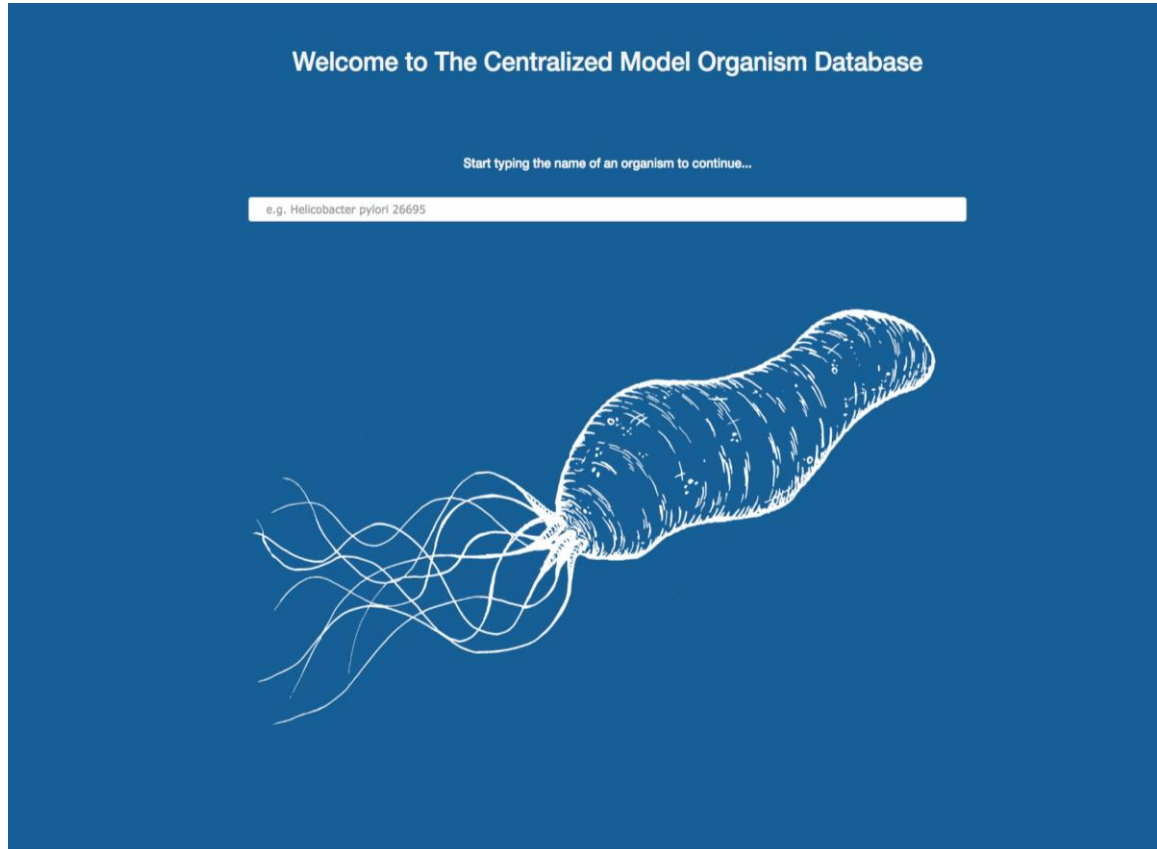 Welcome to The Centralized Model Organism Database
Start typing the name of an organism to continue...
e.g. Helicobacter pylori 26695